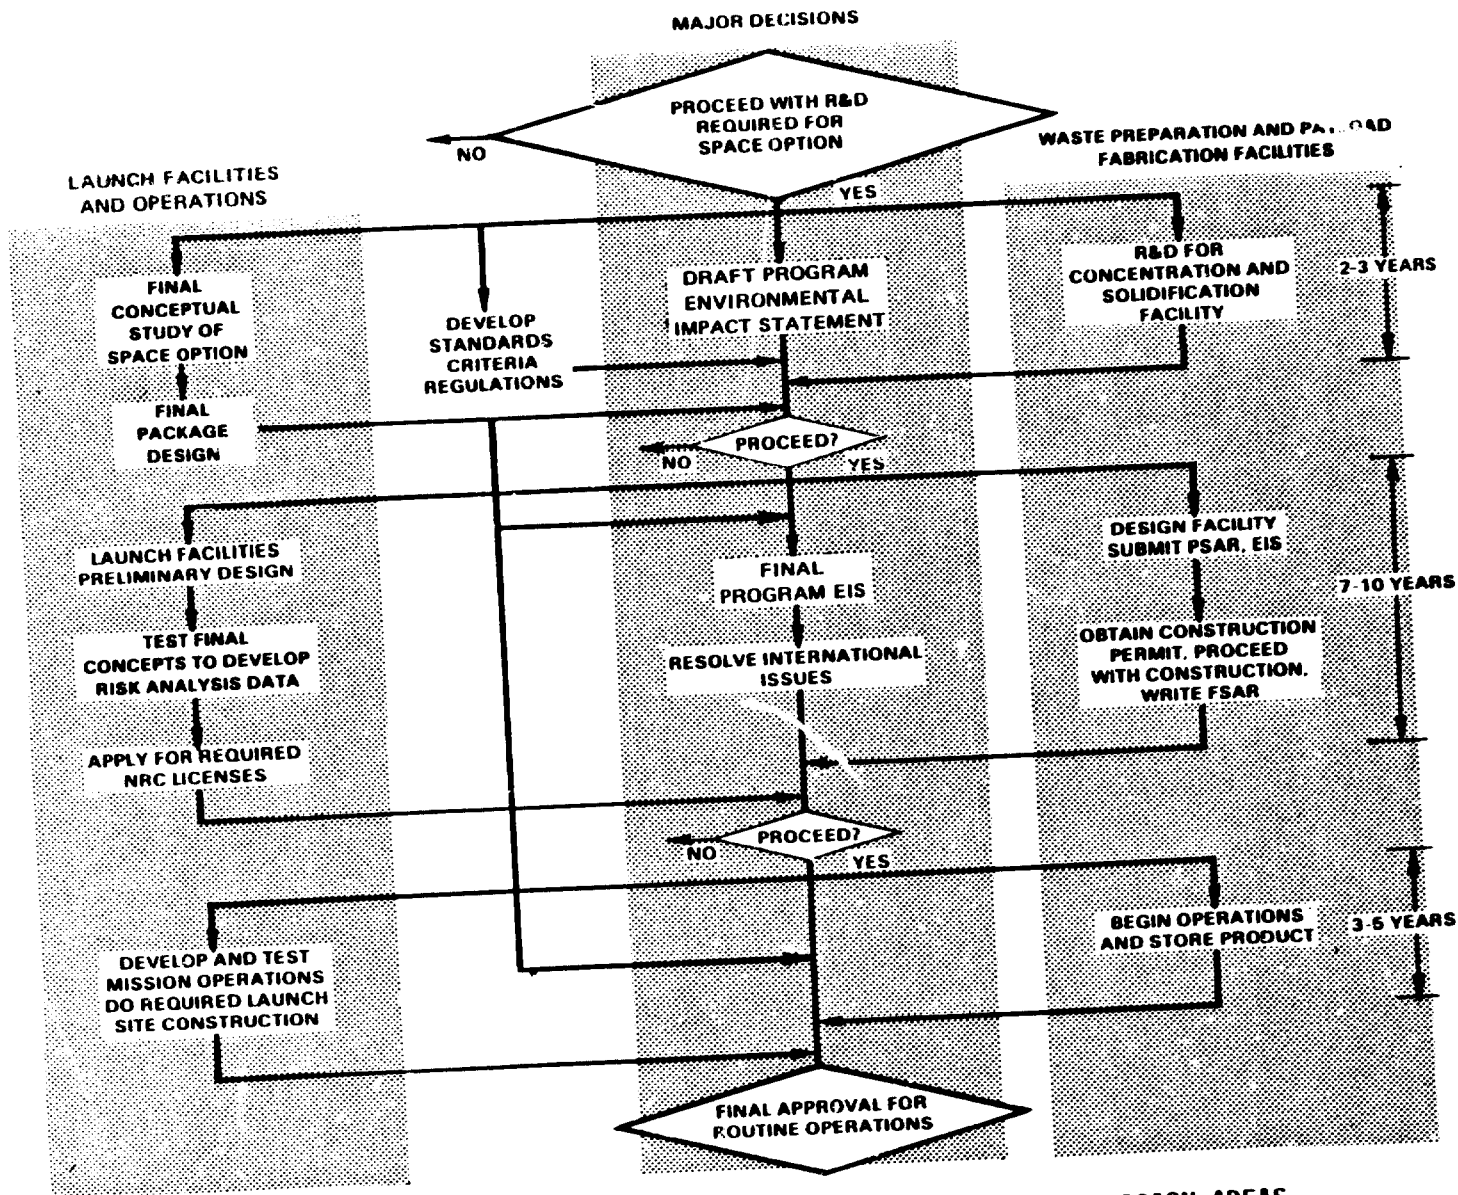 MAJOR DECISIONS
PROCEED WITH R&D
REQUIRED FOR
SPACE OPTION
NO
YES
WASTE PREPARATION AND
FABRICATION FACILITIES
LAUNCH FACILITIES
AND OPERATIONS
FINAL
CONCEPTUAL
STUDY OF
SPACE OPTION
DEVELOP
STANDARDS
CRITERIA
REGULATIONS
DRAFT PROGRAM
ENVIRONMENTAL
IMPACT STATEMENT
R&D FOR
CONCENTRATION AND
SOLIDIFICATION
FACILITY
2-3 YEARS
FINAL
PACKAGE
DESIGN
PROCEED?
NO
YES
LAUNCH FACILITIES
PRELIMINARY DESIGN
FINAL
PROGRAM EIS
DESIGN FACILITY
SUBMIT PSAR, EIS
7-10 YEARS
TEST FINAL
CONCEPTS TO DEVELOP
RISK ANALYSIS DATA
RESOLVE INTERNATIONAL
ISSUES
OBTAIN CONSTRUCTION
PERMIT, PROCEED
WITH CONSTRUCTION,
WRITE FSAR
APPLY FOR REQUIRED
NRC LICENSES
PROCEED?
NO
YES
DEVELOP AND TEST
MISSION OPERATIONS
DO REQUIRED LAUNCH
SITE CONSTRUCTION
BEGIN OPERATIONS
AND STORE PRODUCT
3-5 YEARS
FINAL APPROVAL FOR
ROUTINE OPERATIONS